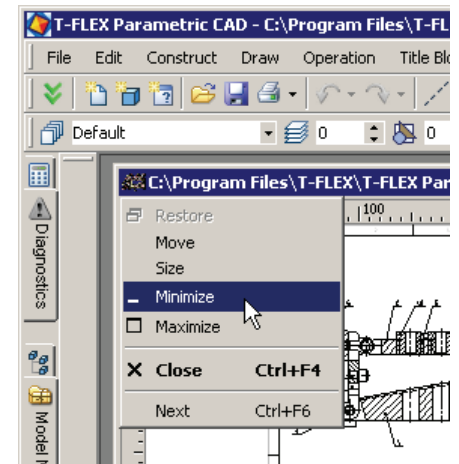 T-FLEX Parametric CAD - C:\Program Files\T-FL
File Edit Construct Draw Operation Title Blo
Default 0 0
C:\Program Files\T-FLEX\T-FLEX Par
Restore
100
Move
Size
Minimize
Maximize
Close Ctrl+F4
Next Ctrl+F6
Diagnostics
Model